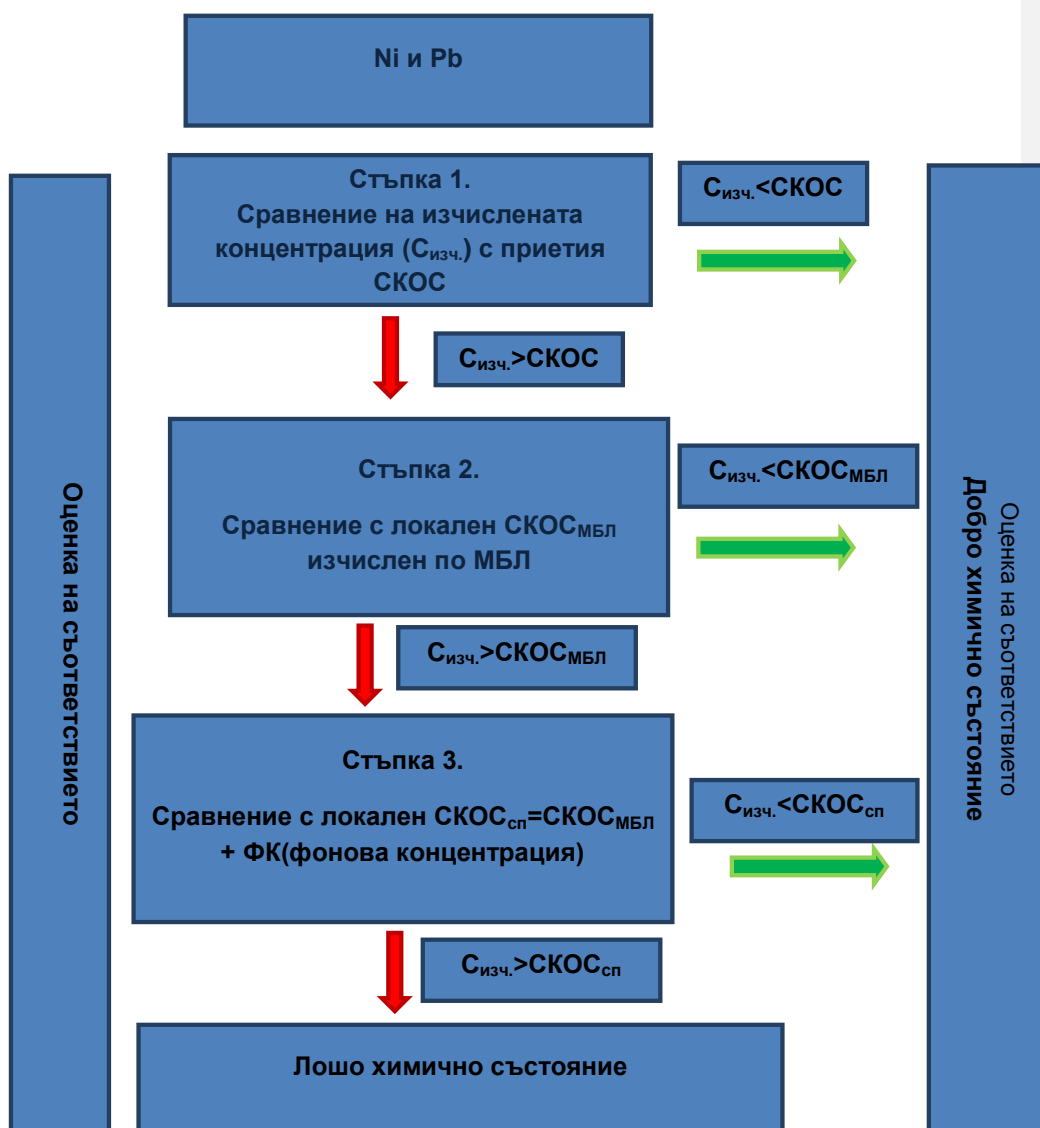 Ni и Pb
Стъпка 1.
Сравнение на изчислената
концентрация (Сизч.) с приетия
СКОС
Сизч.<СКОС
Сизч.>СКОС
Стъпка 2.
Сравнение с локален СКОСМБЛ
изчислен по МБЛ
Сизч.<СКОСМБЛ
Сизч.>СКОСМБЛ
Стъпка 3.
Сравнение с локален СКОСсп=СКОСМБЛ
+ ФК(фонова концентрация)
Сизч.<СКОСсп
Сизч.>СКОСсп
Лошо химично състояние
Оценка на съответствието
Оценка на съответствието
Добро химично състояние